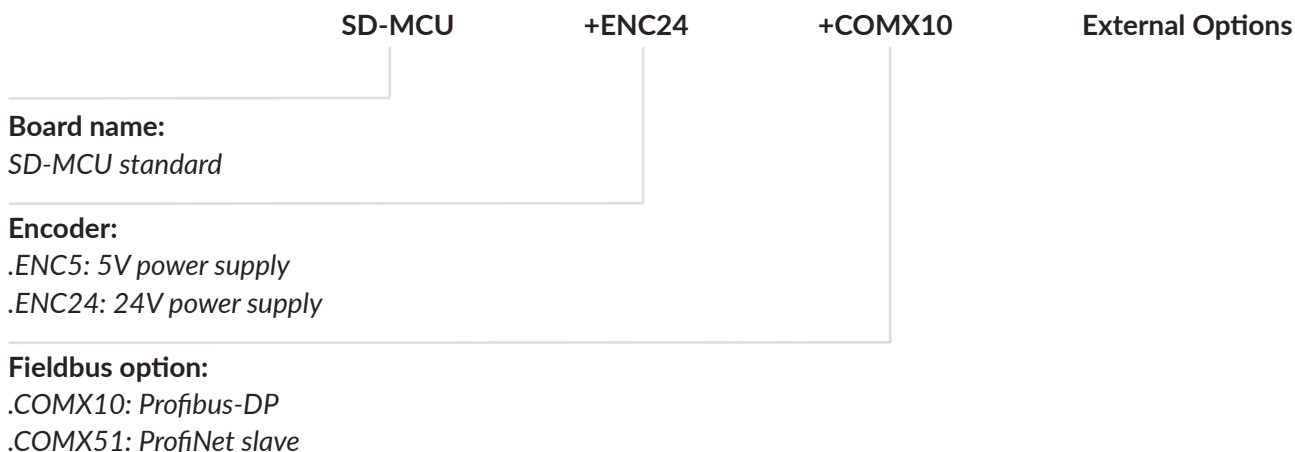 SD-MCU +ENC24 +COMX10 External Options
Board name:
SD-MCU standard
Encoder:
.ENC5: 5V power supply
.ENC24: 24V power supply
Fieldbus option:
.COMX10: Profibus-DP
.COMX51: ProfiNet slave